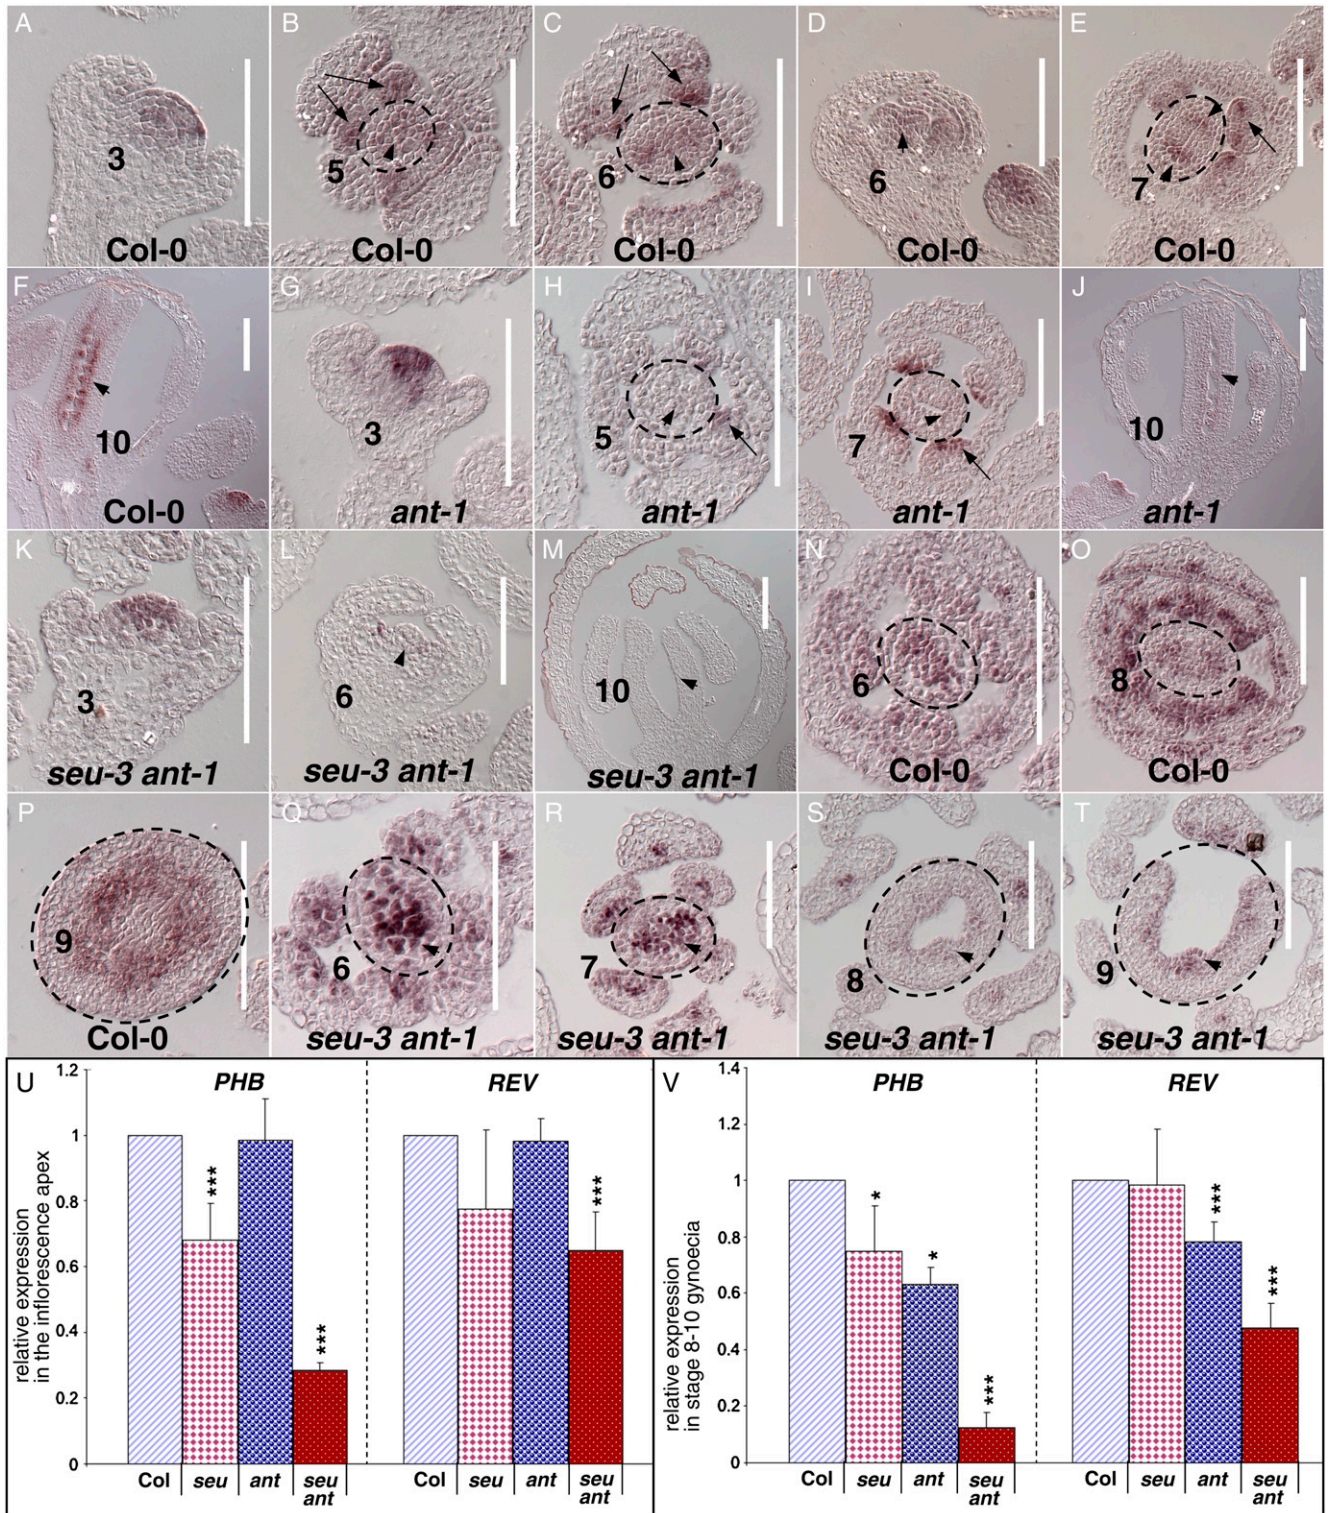 A
3
Col-0
B
5
Col-0
C
6
Col-0
D
6
Col-0
E
7
Col-0
F
10
Col-0
G
3
ant-1
H
5
ant-1
I
7
ant-1
J
10
ant-1
K
3
seu-3 ant-1
L
6
seu-3 ant-1
M
10
seu-3 ant-1
N
6
Col-0
O
8
Col-0
P
9
Col-0
Q
6
seu-3 ant-1
R
7
seu-3 ant-1
S
8
seu-3 ant-1
T
9
seu-3 ant-1
U
PHB
REV
relative expression
in the inflorescence apex
1.2
1
0.8
0.6
0.4
0.2
0
***
***
***
Col
seu
ant
seu
ant
Col
seu
ant
seu
ant
V
PHB
REV
relative expression
in stage 8-10 gynoecia
1.4
1.2
1
0.8
0.6
0.4
0.2
0
*
*
***
***
***
Col
seu
ant
seu
ant
Col
seu
ant
seu
ant